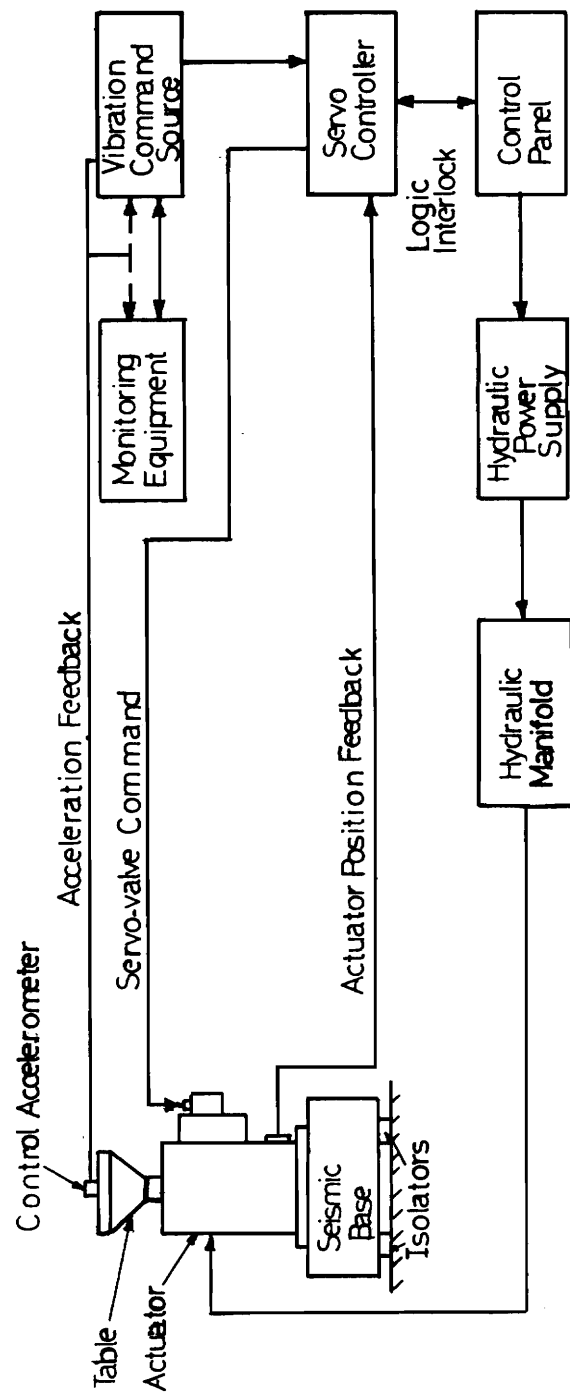 Control Accelerometer
Table
Actuator
Acceleration Feedback
Servo-valve Command
Actuator Position Feedback
Seismic
Base
Isolators
Monitoring
Equipment
Vibration
Command
Source
Servo
Controller
Logic
Interlock
Control
Panel
Hydrautic
Power
Supply
Hydraulic
Manifold